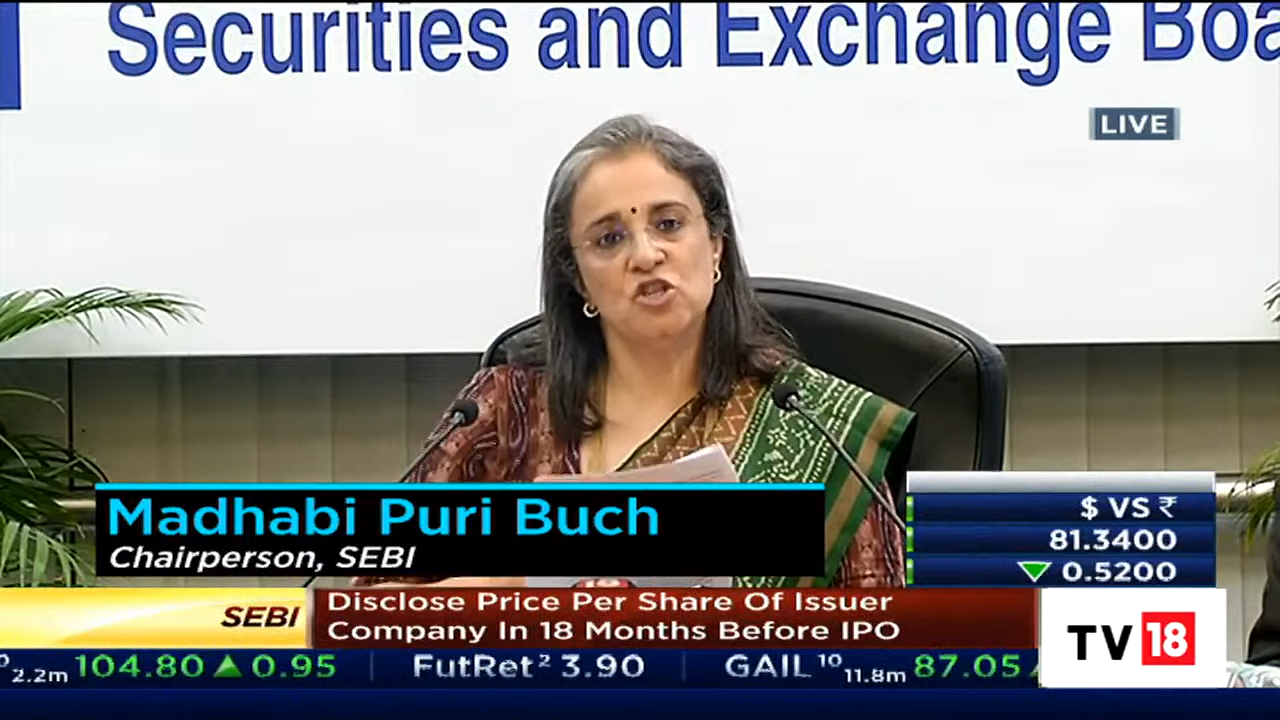 Securities and Exchange Boa
LIVE
Madhabi Puri Buch
Chairperson, SEBI
$ VS ₹
81.3400
▼ 0.5200
SEBI
Disclose Price Per Share Of Issuer
Company In 18 Months Before IPO
TV18
2.2m 104.80 ▲ 0.95 FutRet² 3.90 GAIL¹⁰ 11.8m 87.05